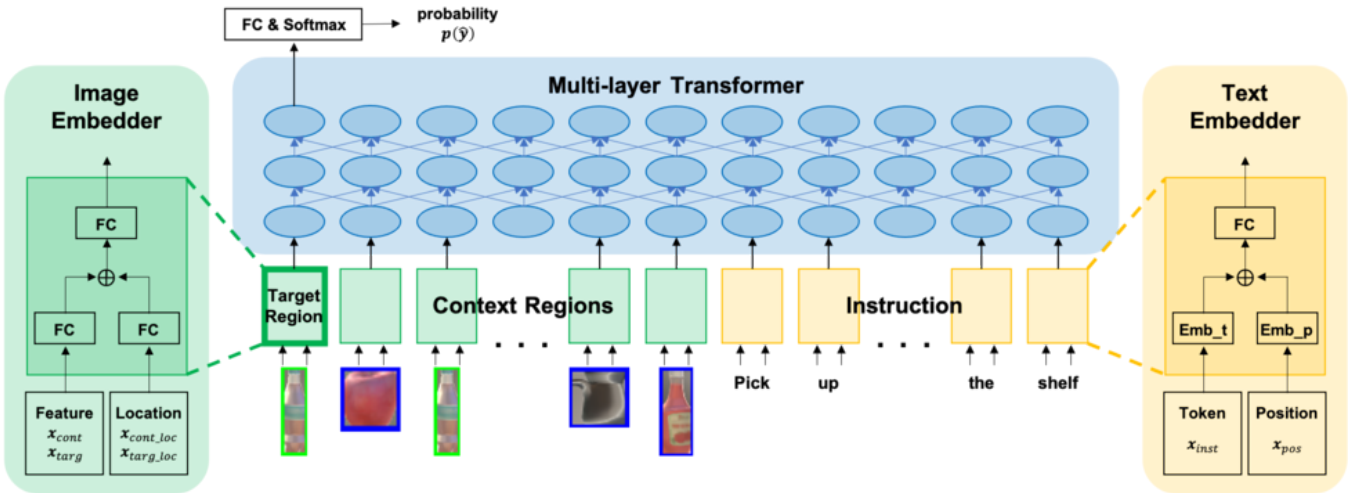 FC & Softmax
probability
p(ŷ)
Image
Embedder
FC
FC
FC
Feature
x_cont
x_targ
Location
x_cont_loc
x_targ_loc
Multi-layer Transformer
Target
Region
Context Regions
. . .
Instruction
. . .
Pick
up
the
shelf
Text
Embedder
FC
Emb_t
Emb_p
Token
x_inst
Position
x_pos